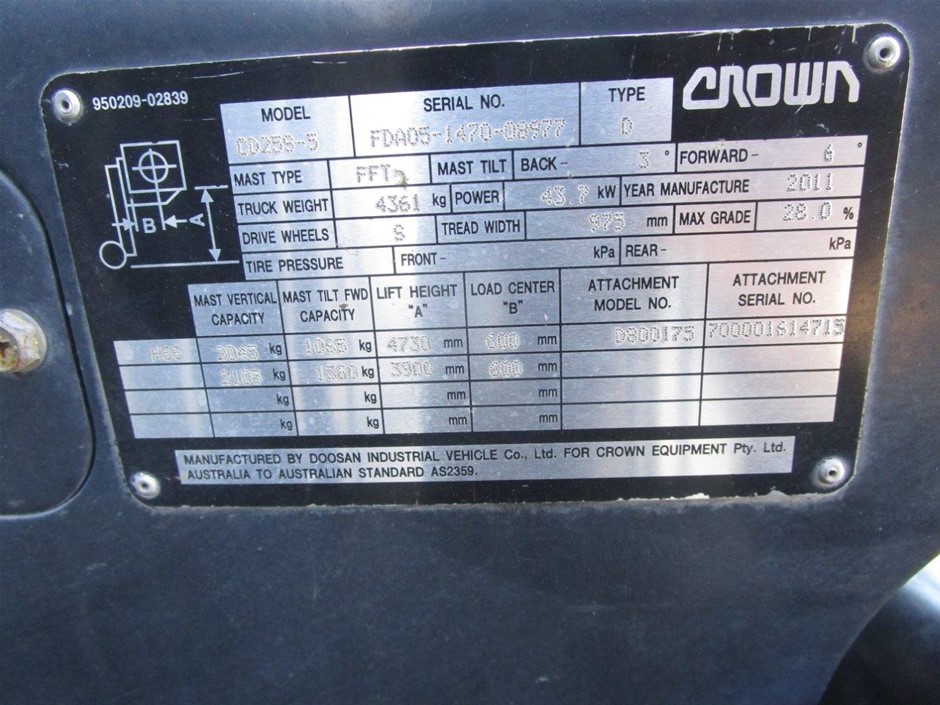 950209-02839
CROWN
MODEL SERIAL NO. TYPE
CD25S-5 FDA05-1470-08977 D
MAST TYPE FFT MAST TILT BACK- 3° FORWARD- 6°
TRUCK WEIGHT 4361 kg POWER 43.7 kW YEAR MANUFACTURE 2011
DRIVE WHEELS S TREAD WIDTH 975 mm MAX GRADE 28.0 %
TIRE PRESSURE FRONT- kPa REAR- kPa
MAST VERTICAL CAPACITY MAST TILT FWD CAPACITY LIFT HEIGHT "A" LOAD CENTER "B" ATTACHMENT MODEL NO. ATTACHMENT SERIAL NO.
kg 1065 kg 4730 mm 600 mm D800175 700001614715
2105 kg 1360 kg 3900 mm 600 mm
kg kg mm mm
kg kg mm mm
B A
MANUFACTURED BY DOOSAN INDUSTRIAL VEHICLE Co., Ltd. FOR CROWN EQUIPMENT Pty. Ltd.
AUSTRALIA TO AUSTRALIAN STANDARD AS2359.